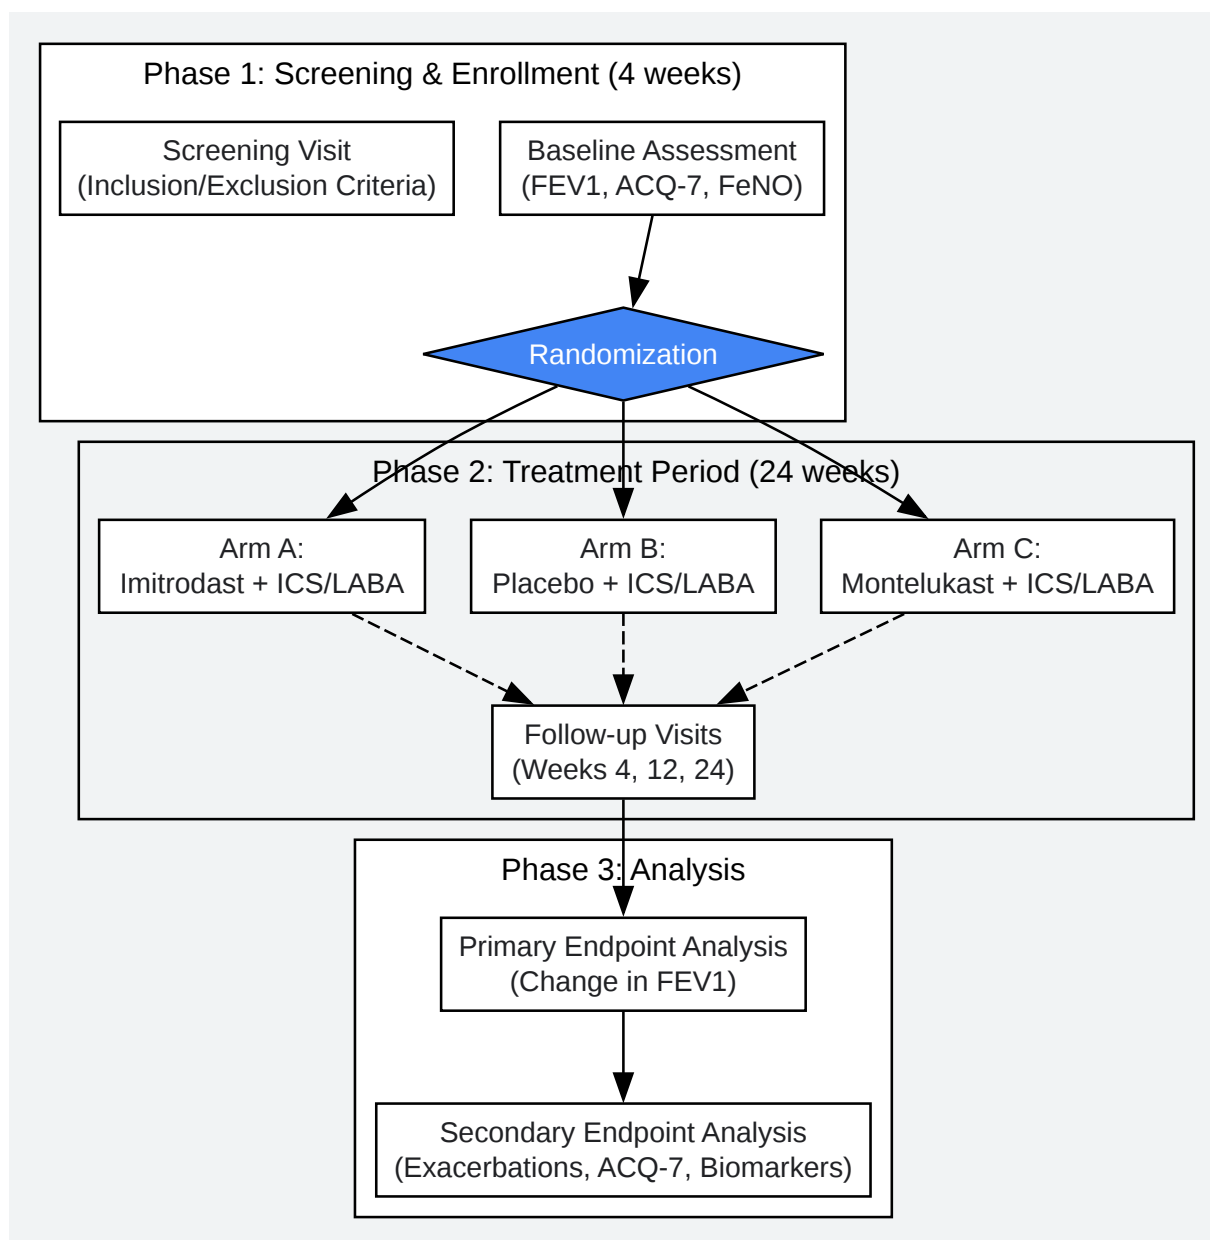 Phase 1: Screening & Enrollment (4 weeks)
Screening Visit
(Inclusion/Exclusion Criteria)
Baseline Assessment
(FEV1, ACQ-7, FeNO)
Randomization
Phase 2: Treatment Period (24 weeks)
Arm A:
Imitrodast + ICS/LABA
Arm B:
Placebo + ICS/LABA
Arm C:
Montelukast + ICS/LABA
Follow-up Visits
(Weeks 4, 12, 24)
Phase 3: Analysis
Primary Endpoint Analysis
(Change in FEV1)
Secondary Endpoint Analysis
(Exacerbations, ACQ-7, Biomarkers)